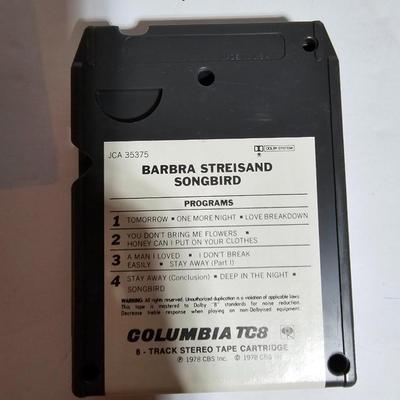 JCA 35375
DOLBY SYSTEM
BARBRA STREISAND
SONGBIRD
PROGRAMS
1 TOMORROW ▪ ONE MORE NIGHT ▪ LOVE BREAKDOWN
2 YOU DON'T BRING ME FLOWERS ▪
HONEY CAN I PUT ON YOUR CLOTHES
3 A MAN I LOVED ▪ I DON'T BREAK
EASILY ▪ STAY AWAY (Part I)
4 STAY AWAY (Conclusion) ▪ DEEP IN THE NIGHT ▪
SONGBIRD
WARNING: All rights reserved. Unauthorized duplication is a violation of applicable laws.
This tape is mastered to Dolby "B" standards for noise reduction.
Decrease treble response when playing on non-Dolbyised equipment.
COLUMBIA TC8
8 - TRACK STEREO TAPE CARTRIDGE
℗ 1978 CBS Inc. © 1978 CBS